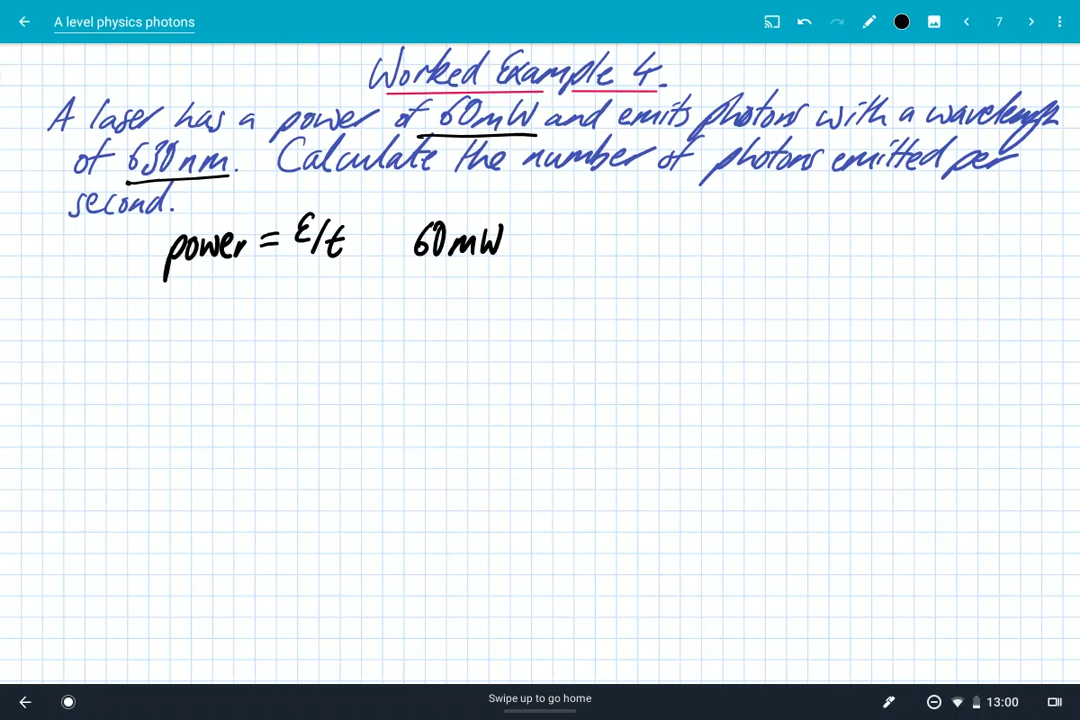 A level physics photons
7
Worked Example 4.
A laser has a power of 60mW and emits photons with a wavelength
of 630nm. Calculate the number of photons emitted per
second.
power = E/t 60mW
Swipe up to go home
13:00